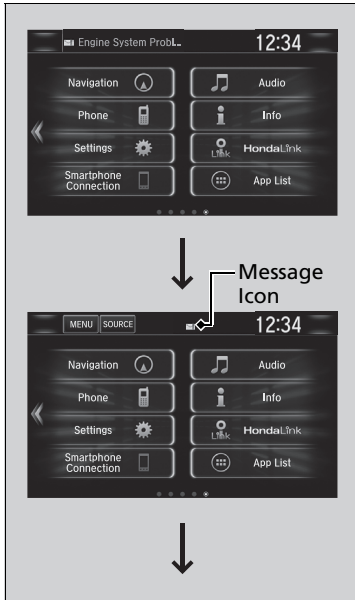 Engine System Probl...
12:34
Navigation
Audio
Phone
Info
Settings
HondaLink
Smartphone
Connection
App List
Message
Icon
MENU SOURCE
12:34
Navigation
Audio
Phone
Info
Settings
Link HondaLink
Smartphone
Connection
App List